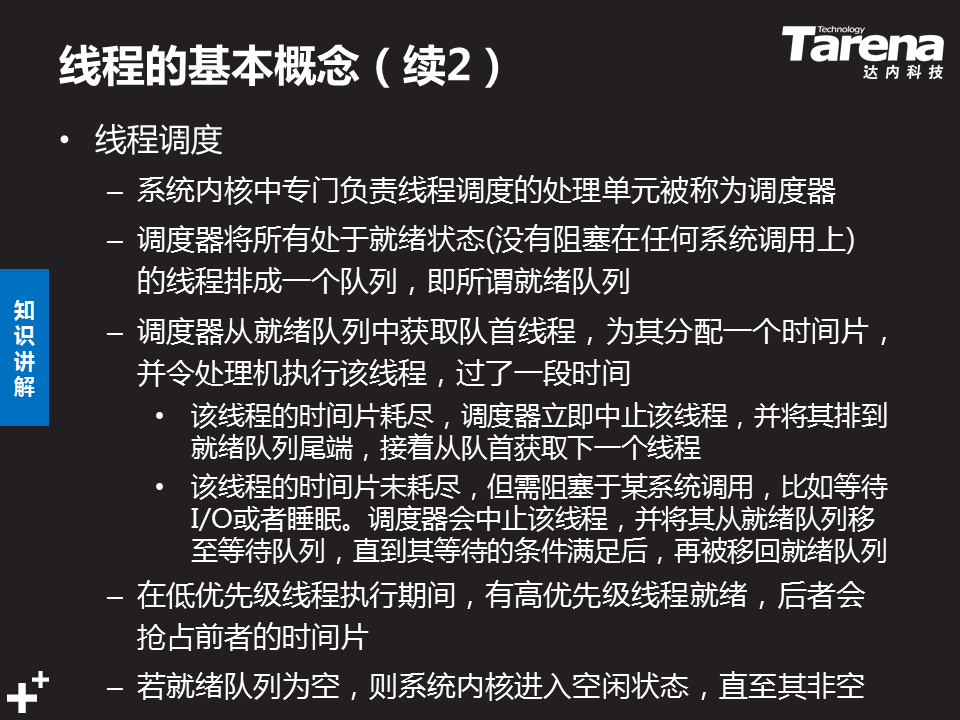 线程的基本概念（续2）
Technology
Tarena
达内科技
• 线程调度
– 系统内核中专门负责线程调度的处理单元被称为调度器
– 调度器将所有处于就绪状态(没有阻塞在任何系统调用上)
的线程排成一个队列，即所谓就绪队列
– 调度器从就绪队列中获取队首线程，为其分配一个时间片，
并令处理机执行该线程，过了一段时间
• 该线程的时间片耗尽，调度器立即中止该线程，并将其排到
就绪队列尾端，接着从队首获取下一个线程
• 该线程的时间片未耗尽，但需阻塞于某系统调用，比如等待
I/O或者睡眠。调度器会中止该线程，并将其从就绪队列移
至等待队列，直到其等待的条件满足后，再被移回就绪队列
– 在低优先级线程执行期间，有高优先级线程就绪，后者会
抢占前者的时间片
– 若就绪队列为空，则系统内核进入空闲状态，直至其非空
知
识
讲
解